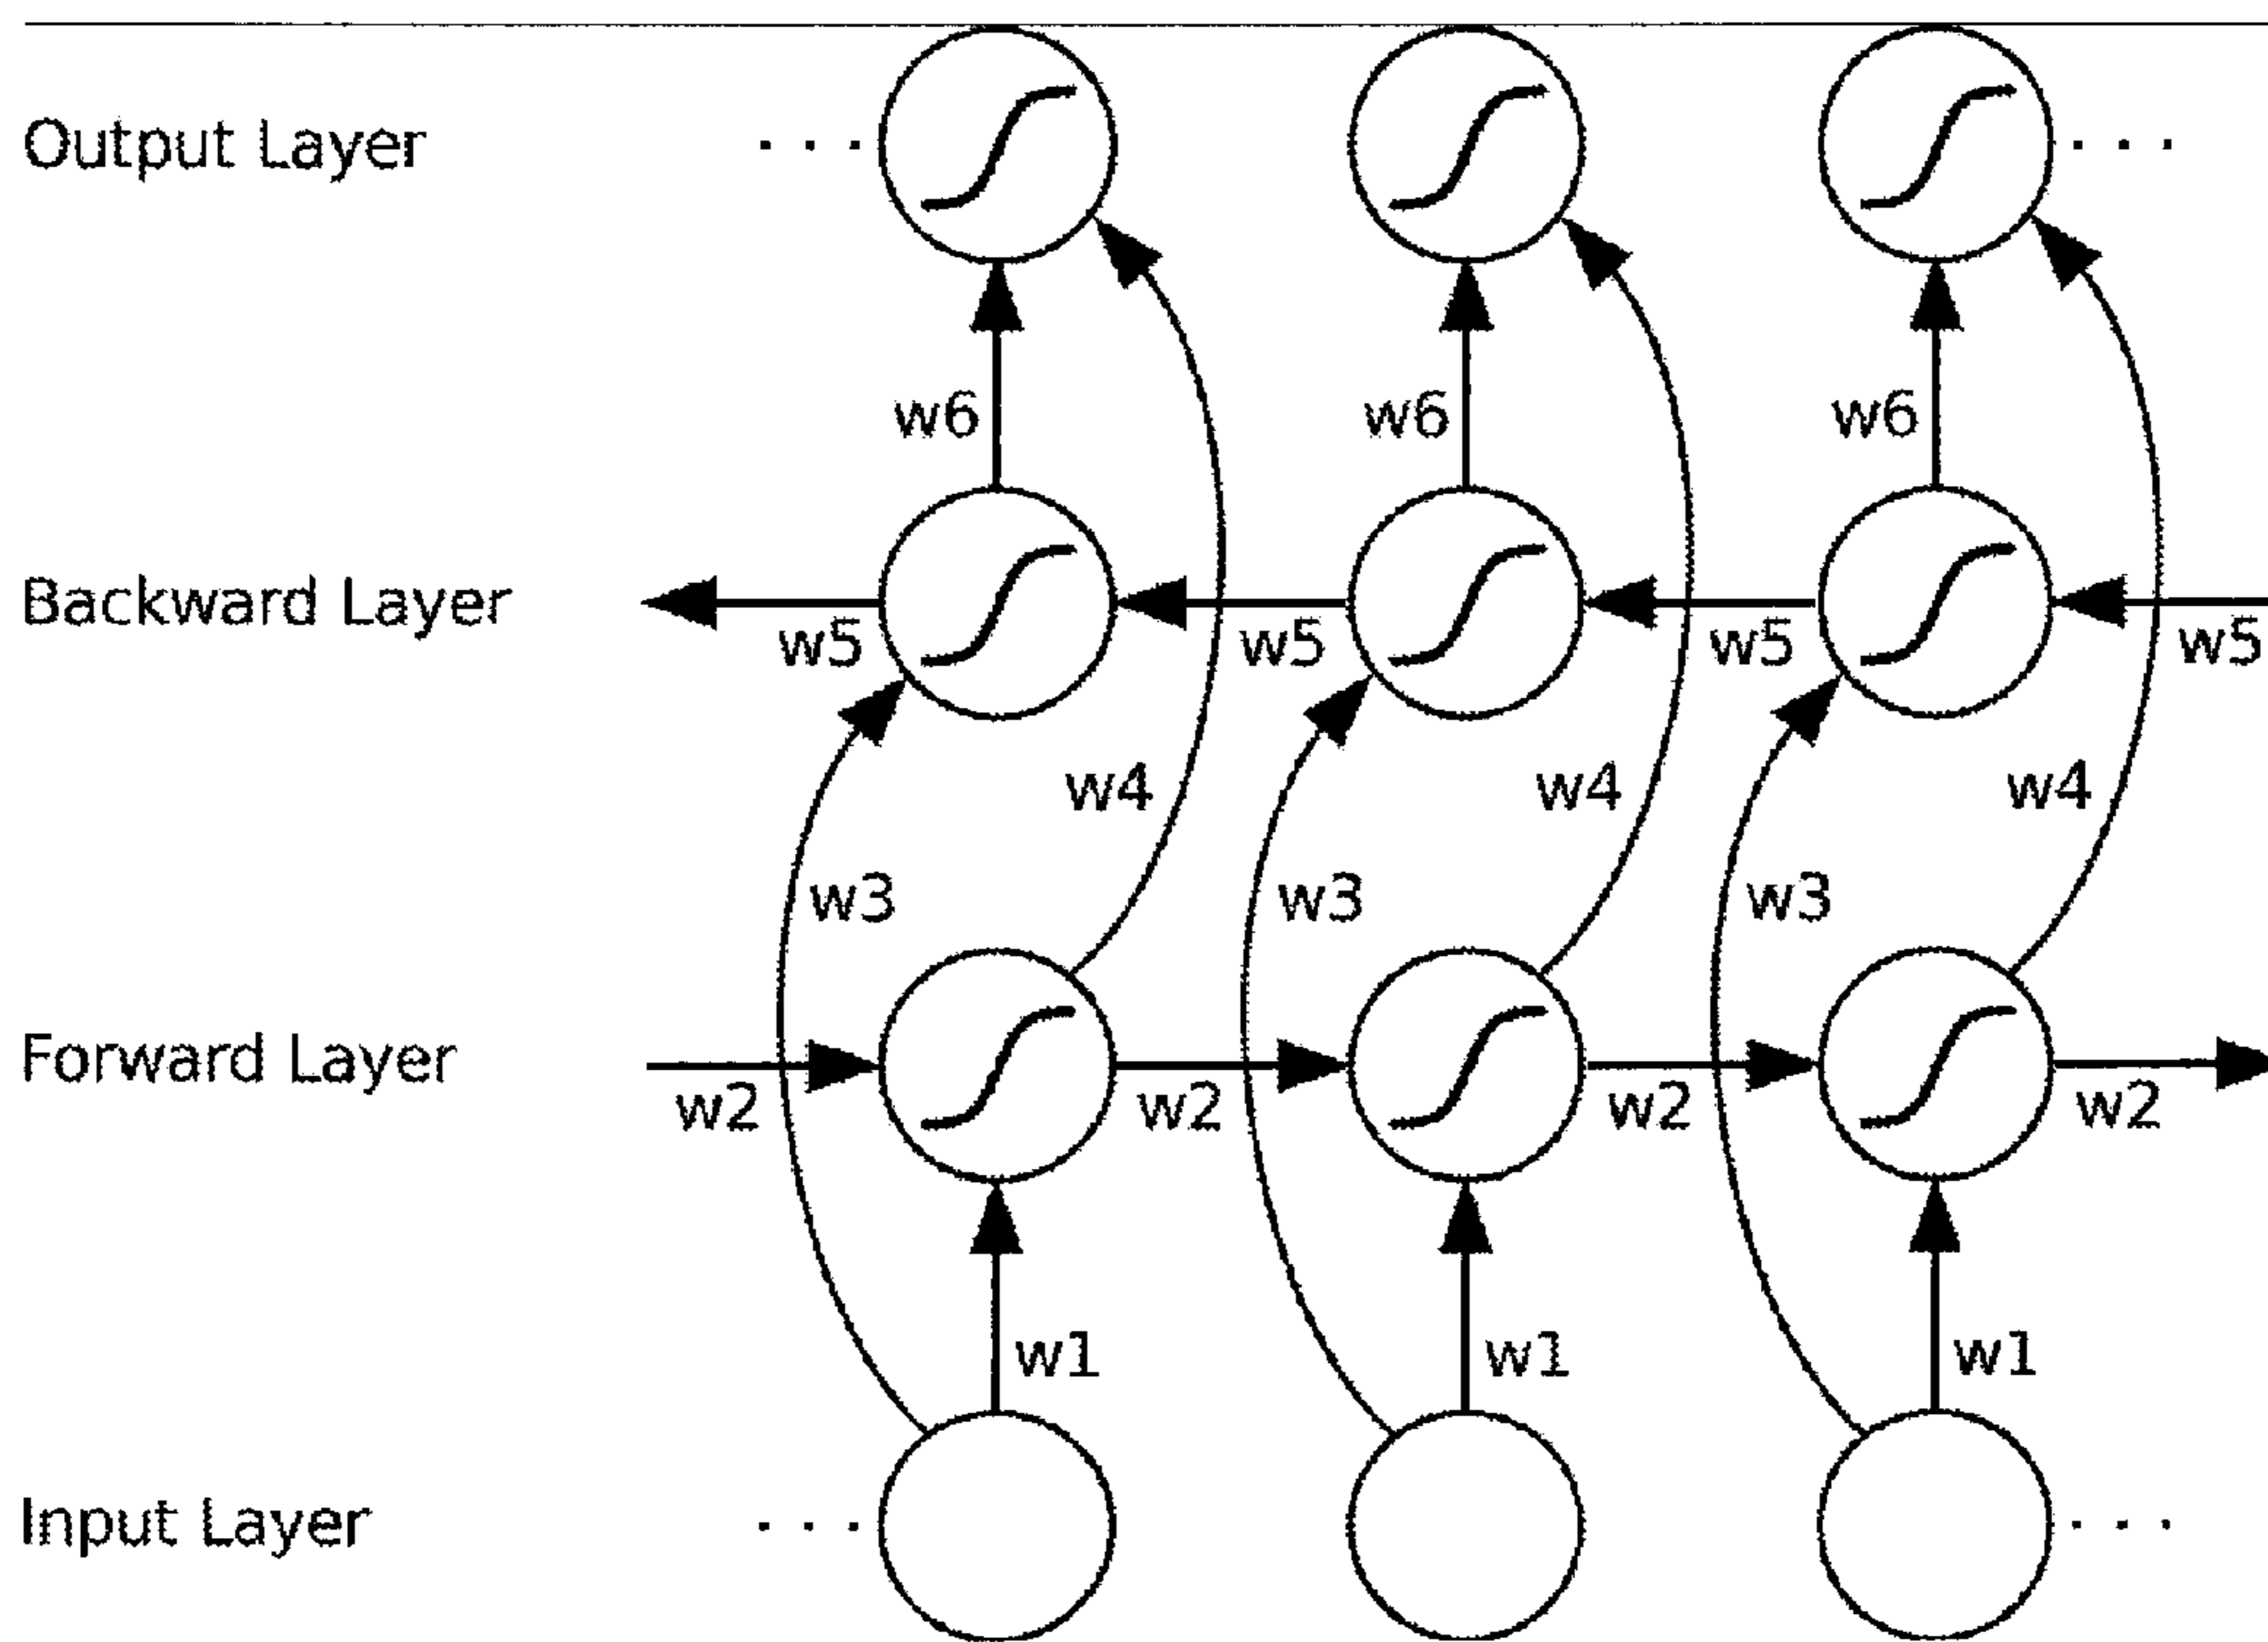 Output Layer ... ...
w6 w6 w6
Backward Layer
w5 w5 w5 w5
w4 w4 w4
w3 w3 w3
Forward Layer
w2 w2 w2 w2
w1 w1 w1
Input Layer ... ...